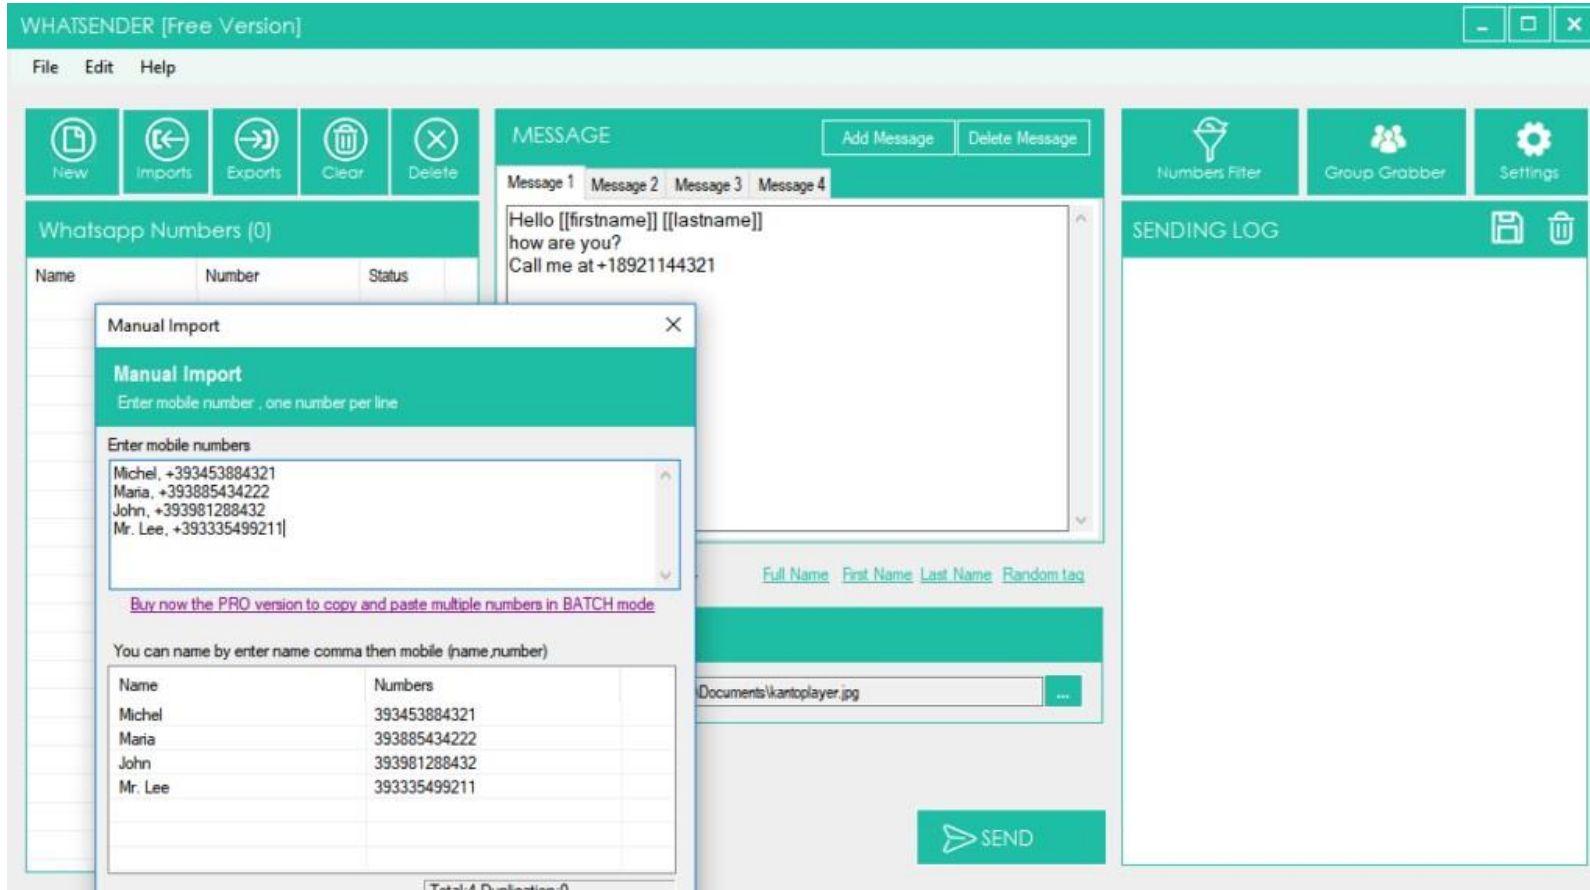 WHATSENDER [Free Version]
File Edit Help
New
Imports
Exports
Clear
Delete
Whatsapp Numbers (0)
Name Number Status
MESSAGE
Add Message
Delete Message
Message 1 Message 2 Message 3 Message 4
Hello [[firstname]] [[lastname]]
how are you?
Call me at +18921144321
Numbers Filter
Group Grabber
Settings
SENDING LOG
Manual Import
Manual Import
Enter mobile number , one number per line
Enter mobile numbers
Michel, +393453884321
Maria, +393885434222
John, +393981288432
Mr. Lee, +393335499211
Buy now the PRO version to copy and paste multiple numbers in BATCH mode
You can name by enter name comma then mobile (name,number)
Name Numbers
Michel 393453884321
Maria 393885434222
John 393981288432
Mr. Lee 393335499211
Total:4 Duplication:0
Full Name First Name Last Name Random tag
\Documents\kantoplayer.jpg
...
SEND